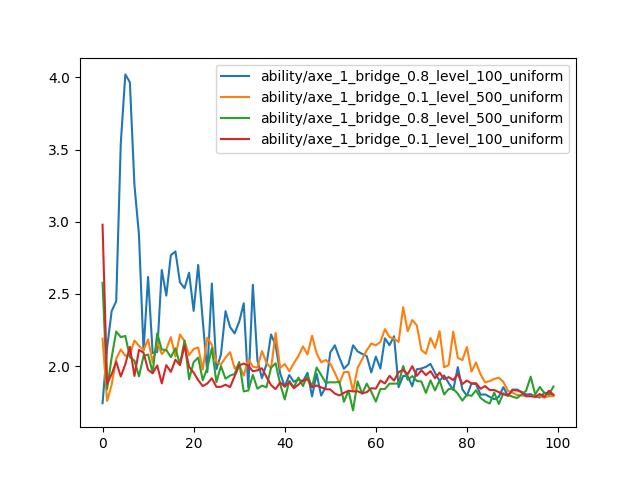 ability/axe_1_bridge_0.8_level_100_uniform
ability/axe_1_bridge_0.1_level_500_uniform
ability/axe_1_bridge_0.8_level_500_uniform
ability/axe_1_bridge_0.1_level_100_uniform
4.0
3.5
3.0
2.5
2.0
0 20 40 60 80 100